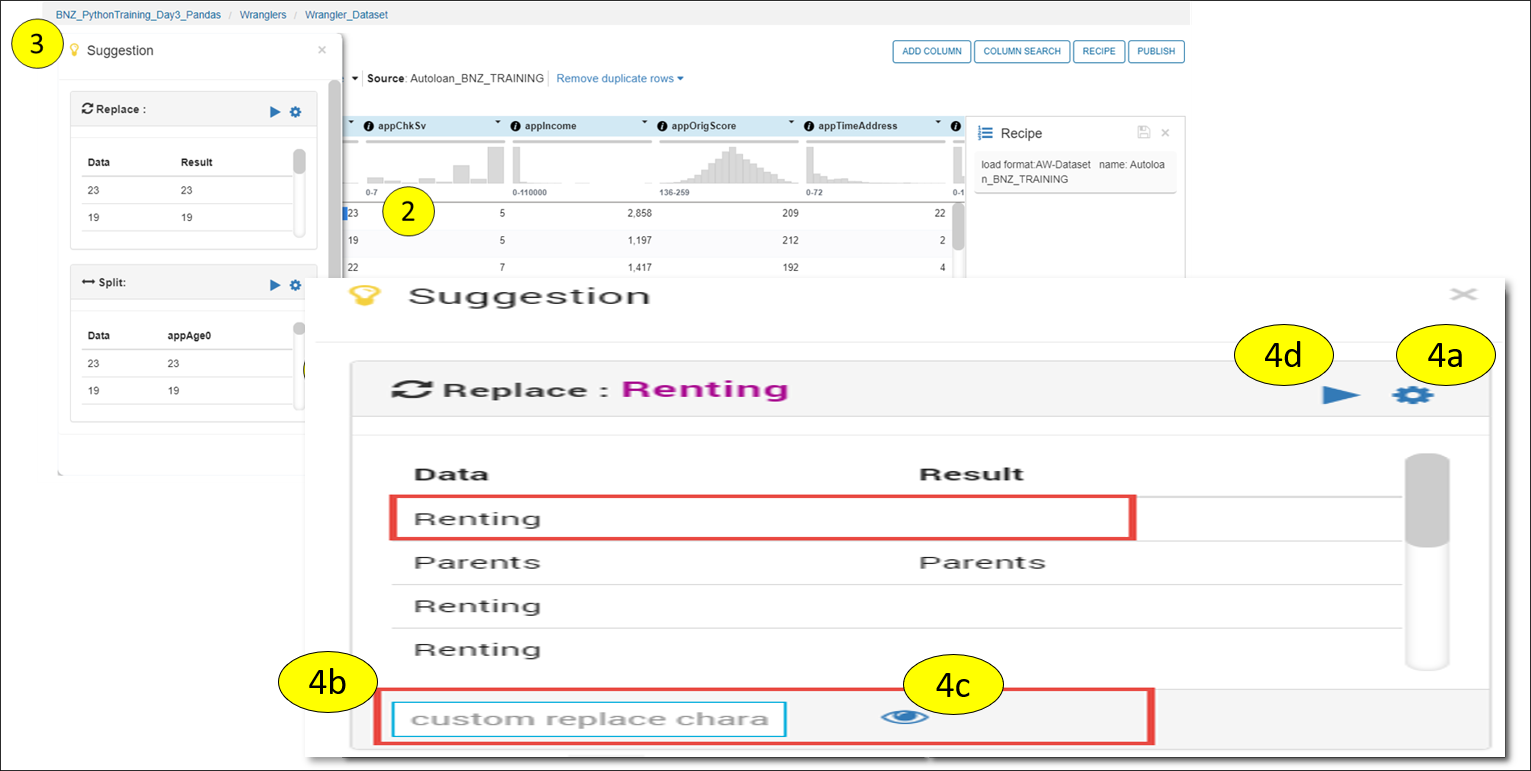 BNZ_PythonTraining_Day3_Pandas / Wranglers / Wrangler_Dataset
3
Suggestion ×
ADD COLUMN COLUMN SEARCH RECIPE PUBLISH
Source: Autoloan_BNZ_TRAINING Remove duplicate rows
Replace :
Data Result
23 23
19 19
Split:
Data appAge0
23 23
19 19
appChkSv appIncome appOrigScore appTimeAddress
0-7 0-110000 136-259 0-72 0-1
23 5 2,858 209 22
2
19 5 1,197 212 2
22 7 1,417 192 4
Recipe ×
load format:AW-Dataset name: Autoloa
n_BNZ_TRAINING
Suggestion ×
4d 4a
Replace : Renting
Data Result
Renting
Parents Parents
Renting
Renting
4b 4c
custom replace chara